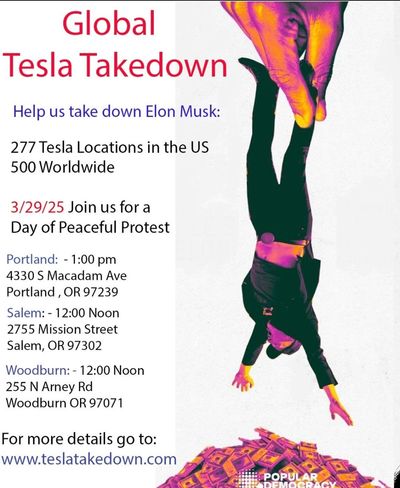 Global
Tesla Takedown
Help us take down Elon Musk:
277 Tesla Locations in the US
500 Worldwide
3/29/25 Join us for a
Day of Peaceful Protest
Portland:  - 1:00 pm
4330 S Macadam Ave
Portland , OR 97239
Salem: - 12:00 Noon
2755 Mission Street
Salem, OR 97302
Woodburn: - 12:00 Noon
255 N Arney Rd
Woodburn OR 97071
For more details go to:
www.teslatakedown.com
POPULAR
DEMOCRACY